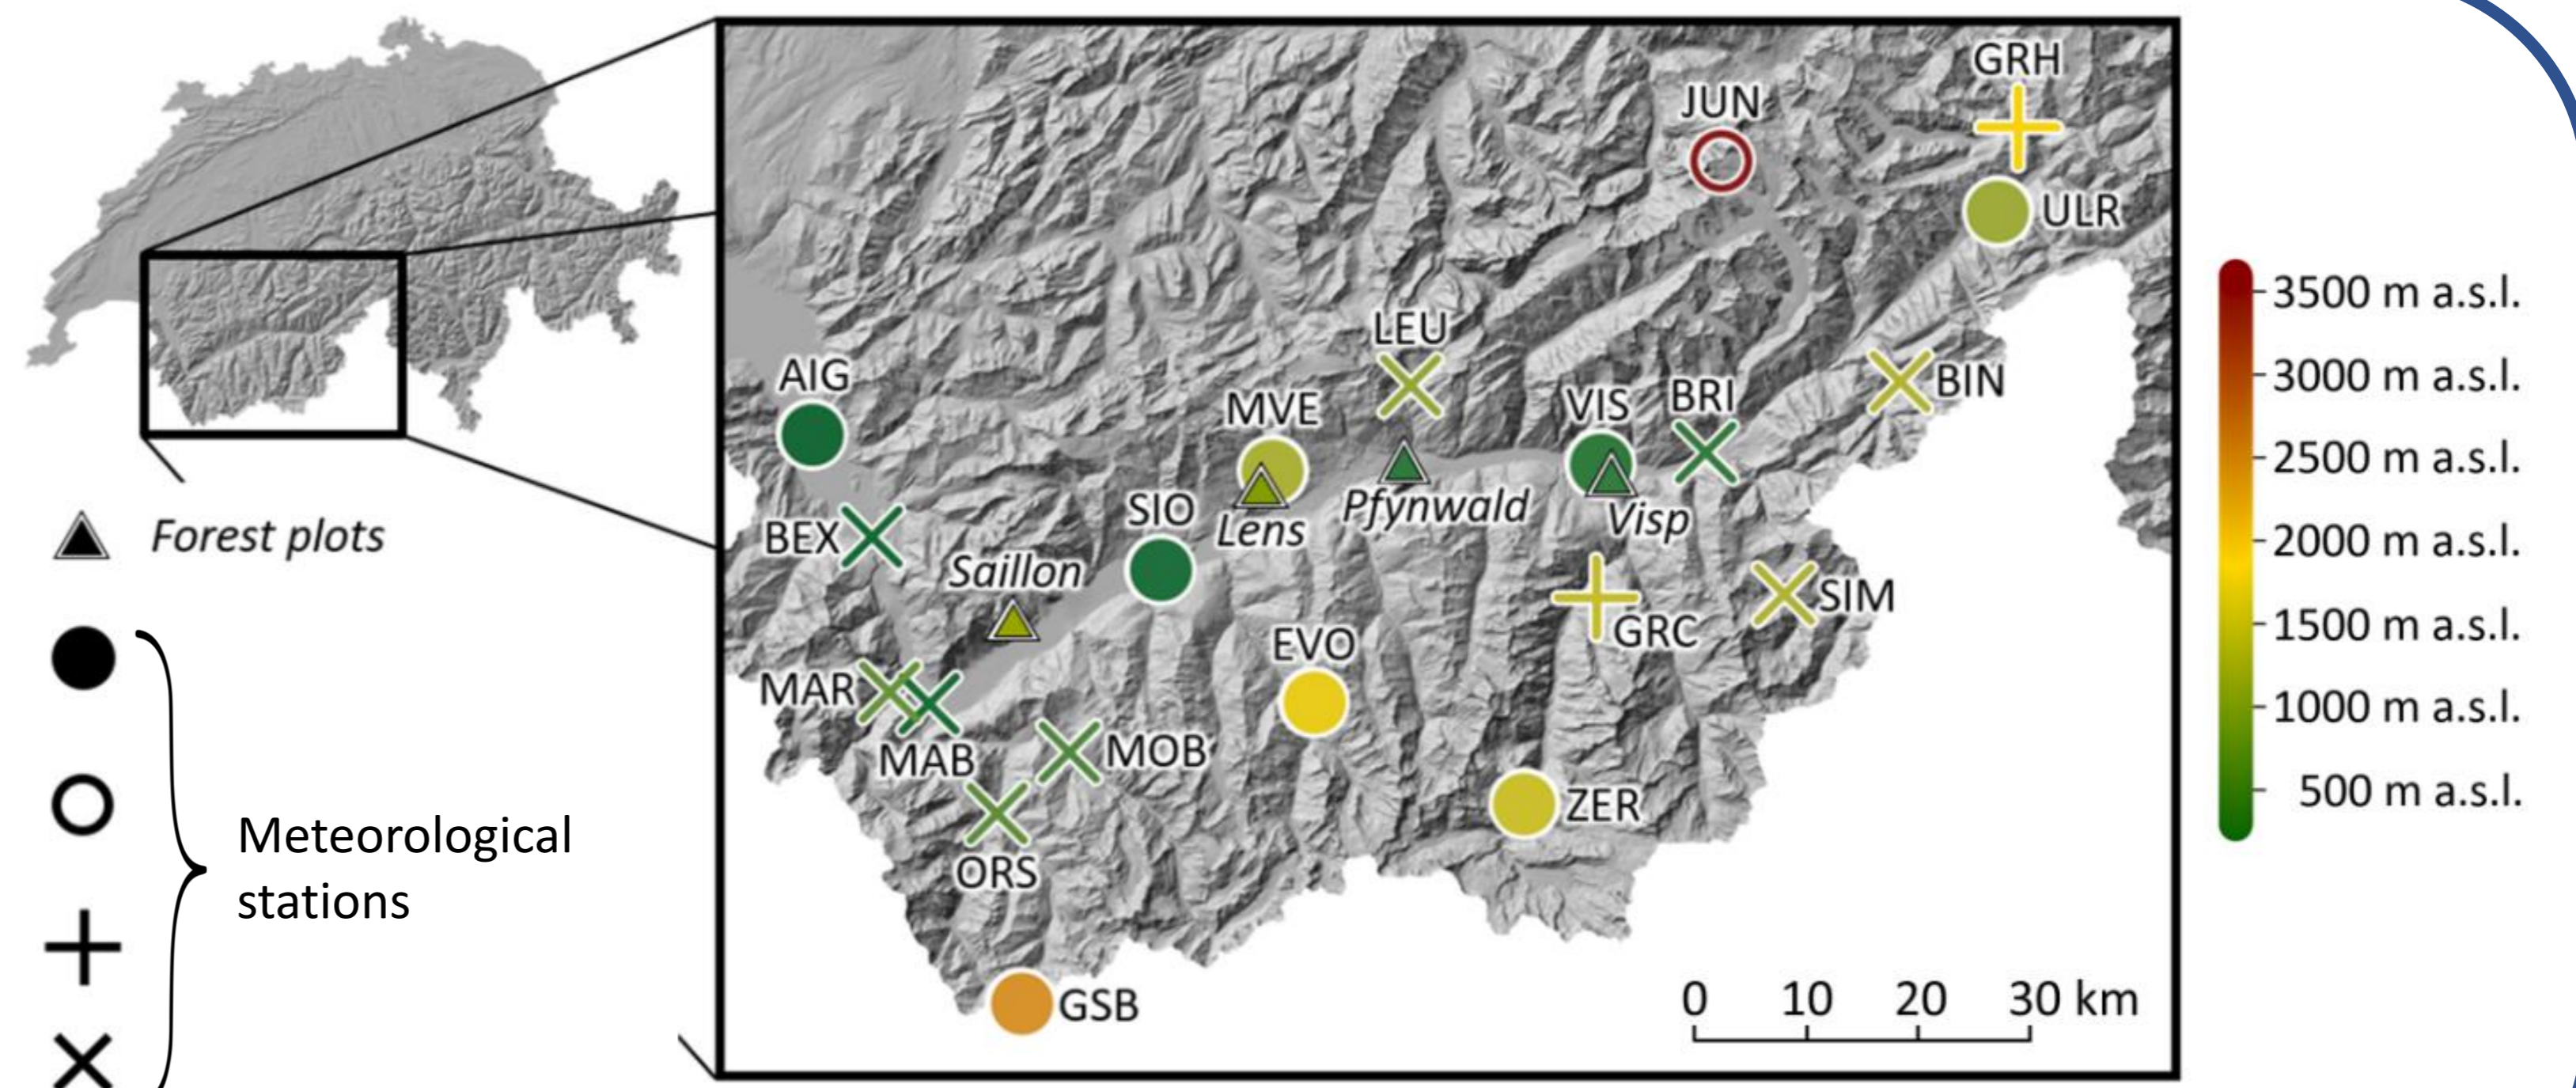 GRH
JUN
ULR
3500 m a.s.l.
3000 m a.s.l.
2500 m a.s.l.
2000 m a.s.l.
1500 m a.s.l.
1000 m a.s.l.
500 m a.s.l.
LEU
AIG
MVE
VIS
BRI
BIN
SIO
Lens
Pfynwald
Visp
BEX
Saillon
SIM
GRC
EVO
MAR
MAB
MOB
ZER
ORS
GSB
0 10 20 30 km
Forest plots
Meteorological
stations